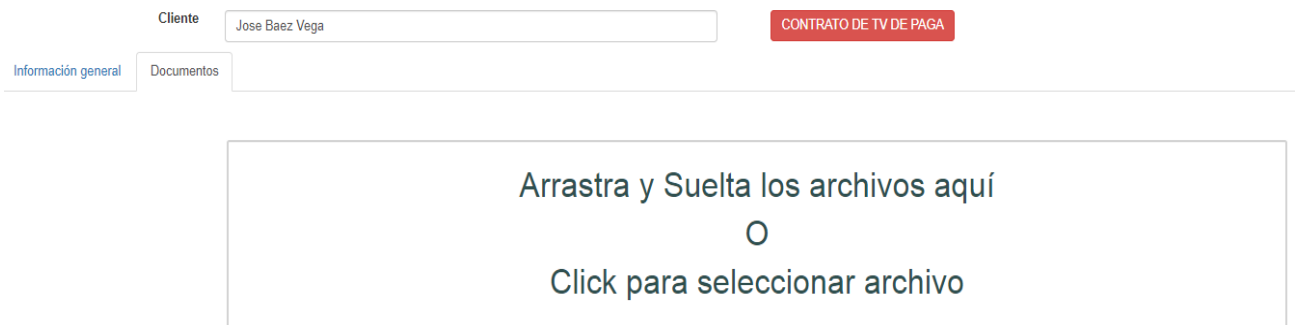 Cliente
Jose Baez Vega
CONTRATO DE TV DE PAGA
Información general
Documentos
Arrastra y Suelta los archivos aquí
O
Click para seleccionar archivo